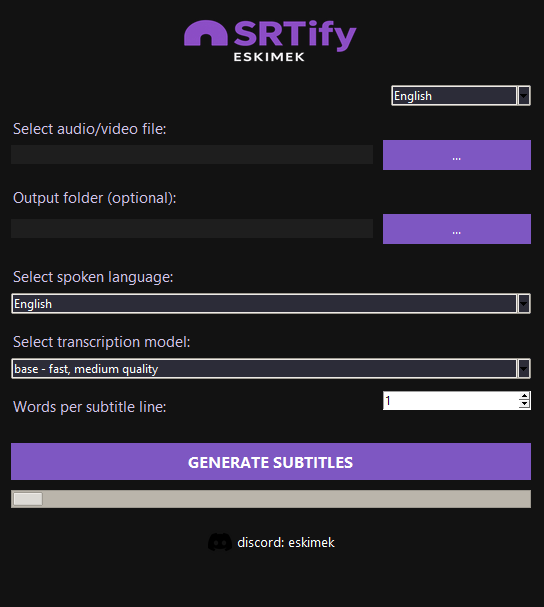 SRTify
ESKIMEK
English
Select audio/video file:
...
Output folder (optional):
...
Select spoken language:
English
Select transcription model:
base - fast, medium quality
Words per subtitle line:
1
GENERATE SUBTITLES
discord: eskimek